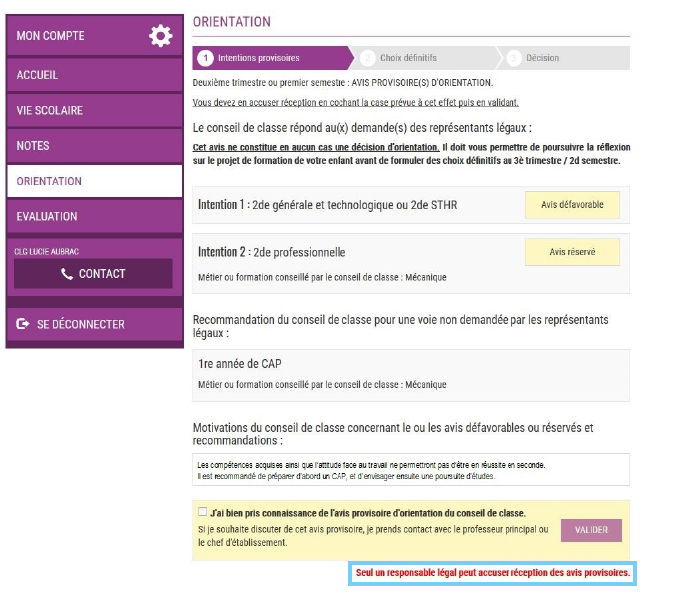 MON COMPTE
ACCUEIL
VIE SCOLAIRE
NOTES
ORIENTATION
EVALUATION
CLG LUCIE AUBRAC
CONTACT
SE DÉCONNECTER
ORIENTATION
1 Intentions provisoires
2 Choix définitifs
3 Décision
Deuxième trimestre ou premier semestre : AVIS PROVISOIRE(S) D'ORIENTATION.
Vous devez en accuser réception en cochant la case prévue à cet effet puis en validant.
Le conseil de classe répond au(x) demande(s) des représentants légaux :
Cet avis ne constitue en aucun cas une décision d'orientation. Il doit vous permettre de poursuivre la réflexion
sur le projet de formation de votre enfant avant de formuler des choix définitifs au 3è trimestre / 2d semestre.
Intention 1 : 2de générale et technologique ou 2de STHR
Avis défavorable
Intention 2 : 2de professionnelle
Avis réservé
Métier ou formation conseillé par le conseil de classe : Mécanique
Recommandation du conseil de classe pour une voie non demandée par les représentants
légaux :
1re année de CAP
Métier ou formation conseillé par le conseil de classe : Mécanique
Motivations du conseil de classe concernant le ou les avis défavorables ou réservés et
recommandations :
Les compétences acquises ainsi que l'attitude face au travail ne permettront pas d'être en réussite en seconde.
Il est recommandé de préparer d'abord un CAP, et d'envisager ensuite une poursuite d'études.
J'ai bien pris connaissance de l'avis provisoire d'orientation du conseil de classe.
Si je souhaite discuter de cet avis provisoire, je prends contact avec le professeur principal ou
le chef d'établissement.
VALIDER
Seul un responsable légal peut accuser réception des avis provisoires.